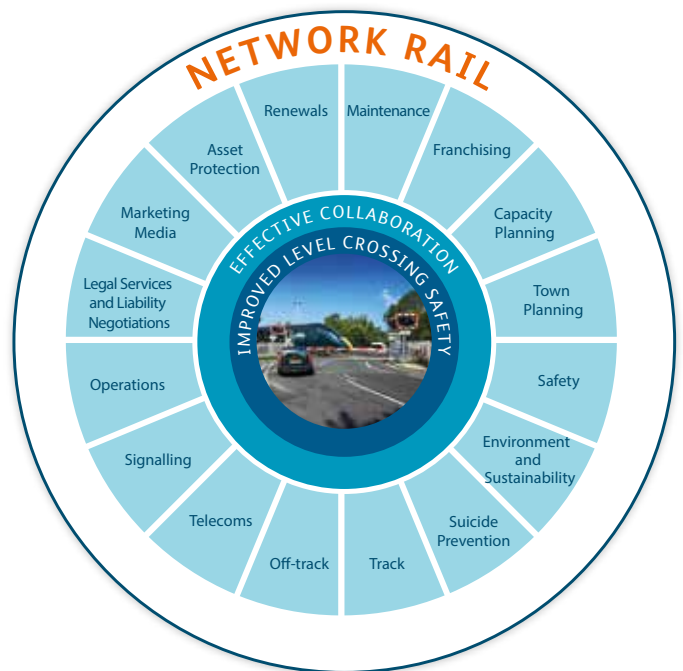 NETWORK RAIL
Renewals
Maintenance
Franchising
Capacity
Planning
Town
Planning
Safety
Environment
and
Sustainability
Suicide
Prevention
Track
Off-track
Telecoms
Signalling
Operations
Legal Services
and Liability
Negotiations
Marketing
Media
Asset
Protection
EFFECTIVE COLLABORATION
IMPROVED LEVEL CROSSING SAFETY